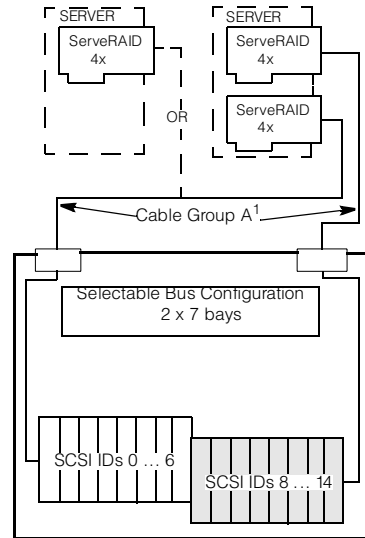 SERVER
ServeRAID
4x
SERVER
ServeRAID
4x
ServeRAID
4x
OR
Cable Group A1
Selectable Bus Configuration
2 x 7 bays
SCSI IDs 0 ... 6
SCSI IDs 8 ... 14